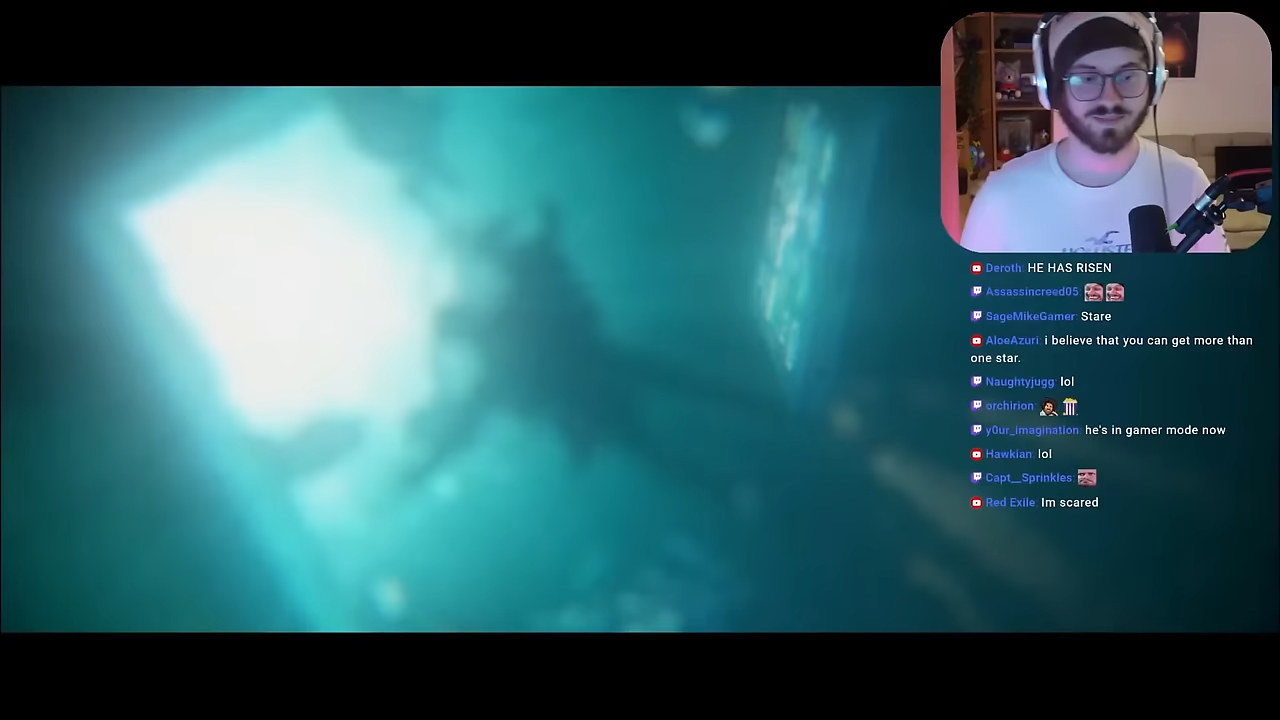 HOLLISTER
Deroth: HE HAS RISEN
Assassincreed05:
SageMikeGamer: Stare
AloeAzuri: i believe that you can get more than
one star.
Naughtyjugg: lol
orchirion:
y0ur_imagination: he's in gamer mode now
Hawkian: lol
Capt__Sprinkles:
Red Exile: Im scared